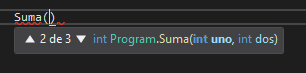 Suma()
▲ 2 de 3 ▼ int Program.Suma(int uno, int dos)